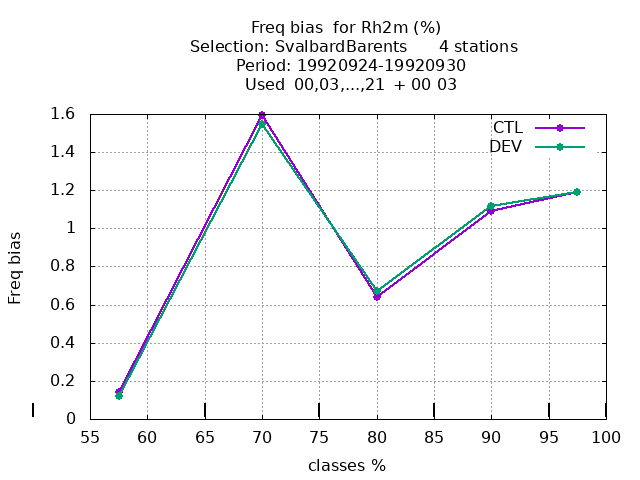 Freq bias  for Rh2m (%)
Selection: SvalbardBarents      4 stations
Period: 19920924-19920930
Used  00,03,...,21  + 00 03
CTL
DEV
Freq bias
1.6
1.4
1.2
1
0.8
0.6
0.4
0.2
0
55 60 65 70 75 80 85 90 95 100
classes %